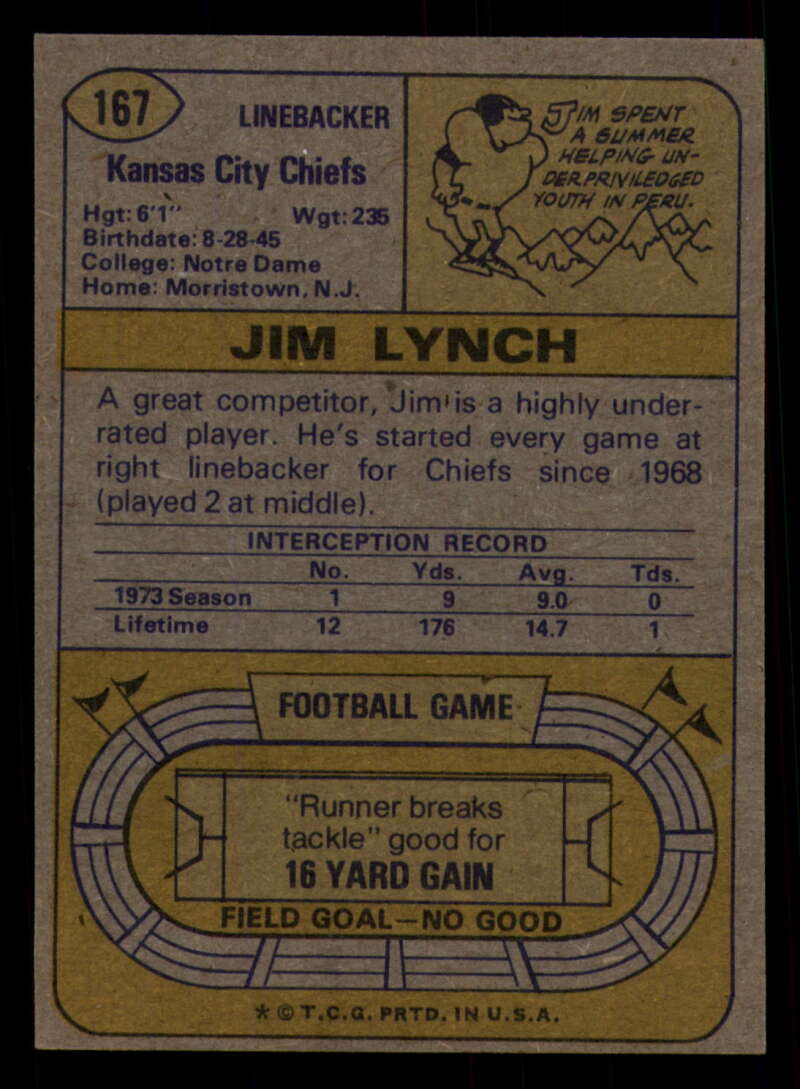 167
LINEBACKER
Kansas City Chiefs
Hgt: 6'1" Wgt: 235
Birthdate: 8-28-45
College: Notre Dame
Home: Morristown, N.J.
JIM SPENT
A SUMMER
HELPING UN-
DERPRIVILEDGED
YOUTH IN PERU.
JIM LYNCH
A great competitor, Jim is a highly under-
rated player. He's started every game at
right linebacker for Chiefs since 1968
(played 2 at middle).
INTERCEPTION RECORD
No. Yds. Avg. Tds.
1973 Season 1 9 9.0 0
Lifetime 12 176 14.7 1
FOOTBALL GAME
"Runner breaks
tackle" good for
16 YARD GAIN
FIELD GOAL—NO GOOD
* © T.C.G. PRTD. IN U.S.A.